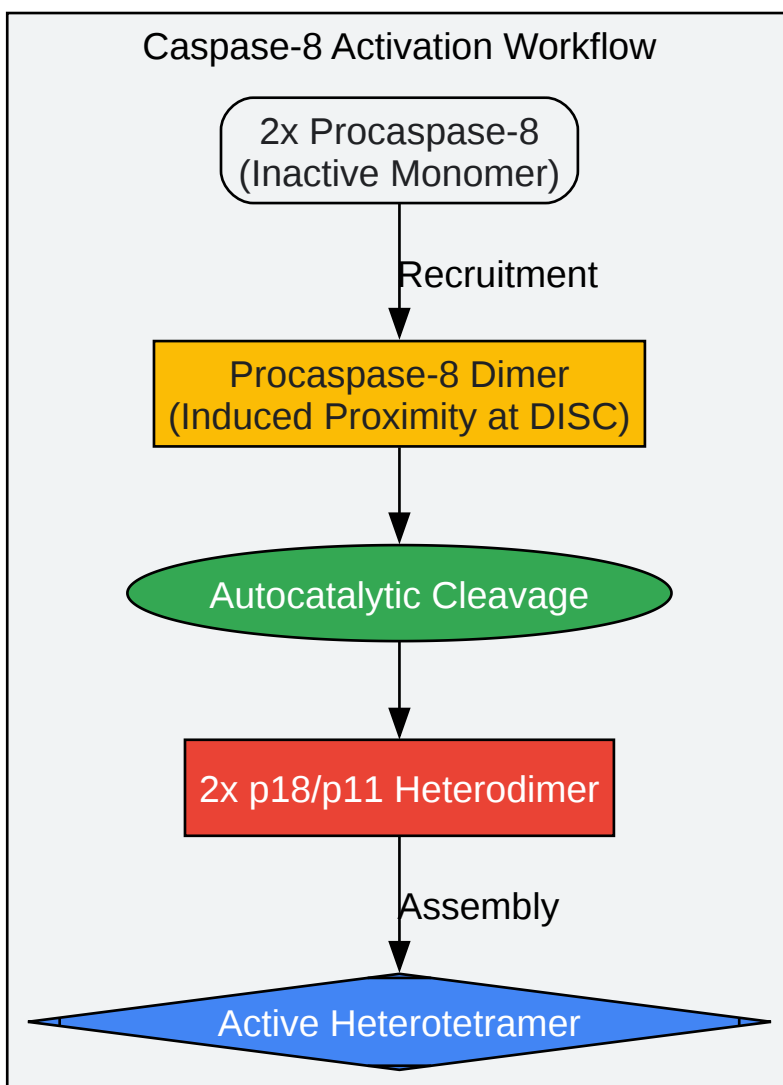 Caspase-8 Activation Workflow
2x Procaspase-8
(Inactive Monomer)
Recruitment
Procaspase-8 Dimer
(Induced Proximity at DISC)
Autocatalytic Cleavage
2x p18/p11 Heterodimer
Assembly
Active Heterotetramer